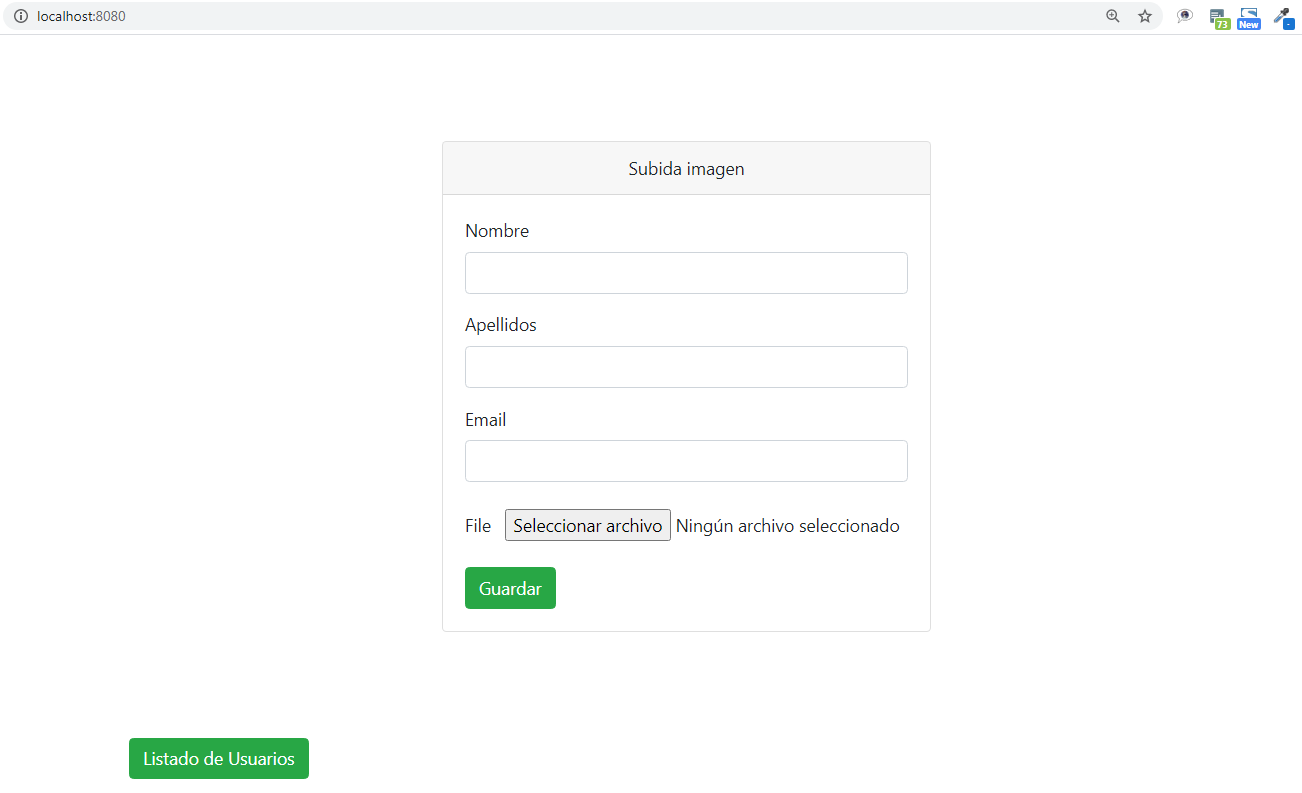 localhost:8080
73
New
Subida imagen
Nombre
Apellidos
Email
File Seleccionar archivo Ningún archivo seleccionado
Guardar
Listado de Usuarios